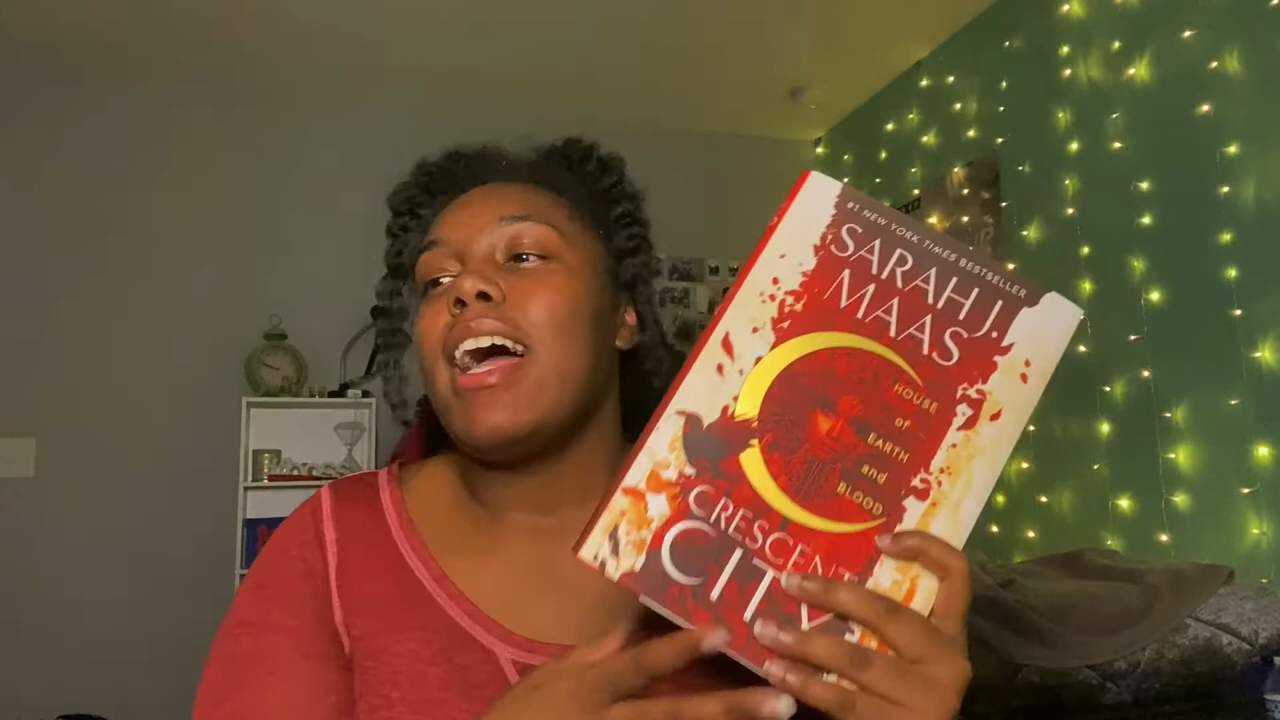 #1 NEW YORK TIMES BESTSELLER
SARAH J.
MAAS
HOUSE
of
EARTH
and
BLOOD
CRESCENT
CITY